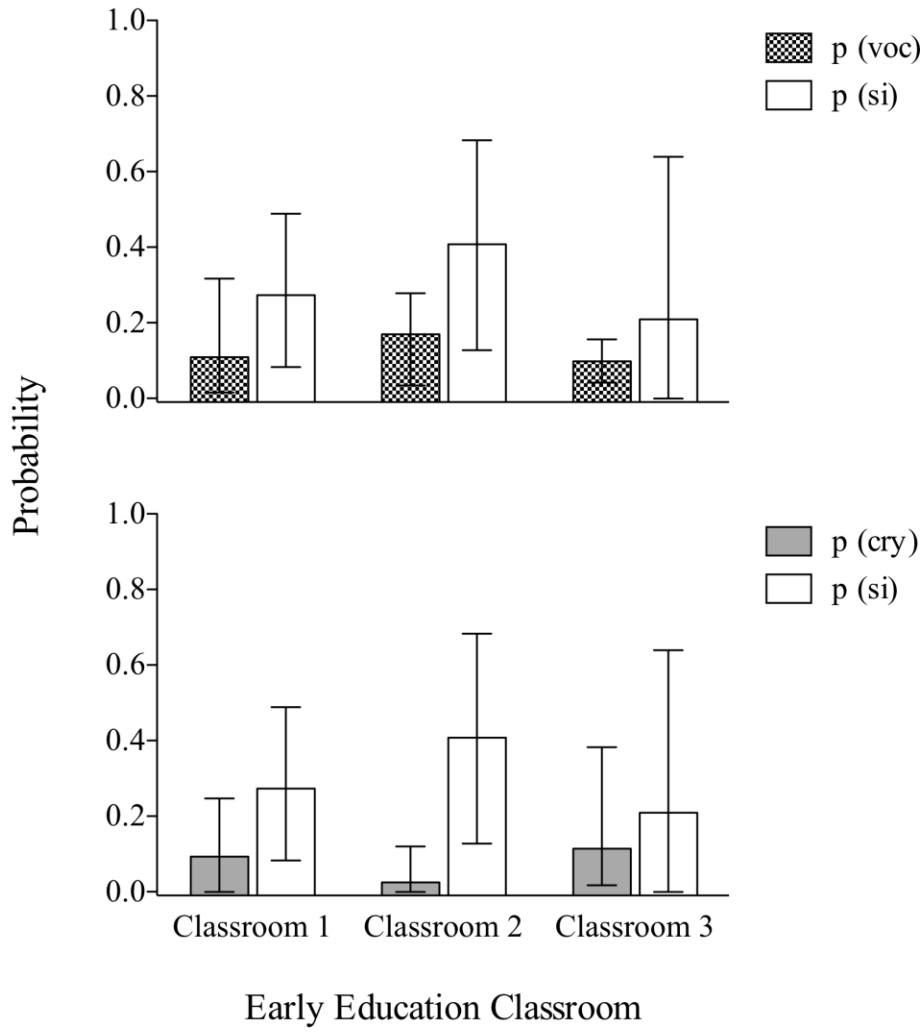 1.0
0.8
0.6
0.4
0.2
0.0
p (voc)
p (si)
Probability
1.0
0.8
0.6
0.4
0.2
0.0
p (cry)
p (si)
Classroom 1 Classroom 2 Classroom 3
Early Education Classroom